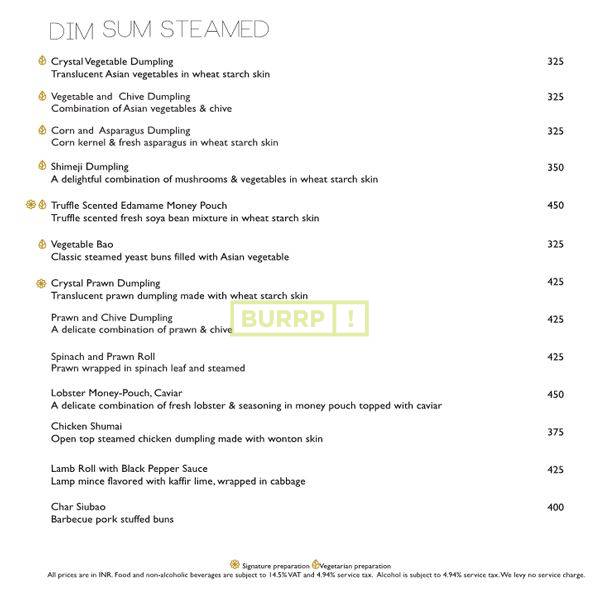 DIM SUM STEAMED
Crystal Vegetable Dumpling 325
Translucent Asian vegetables in wheat starch skin
Vegetable and Chive Dumpling 325
Combination of Asian vegetables & chive
Corn and Asparagus Dumpling 325
Corn kernel & fresh asparagus in wheat starch skin
Shimeji Dumpling 350
A delightful combination of mushrooms & vegetables in wheat starch skin
Truffle Scented Edamame Money Pouch 450
Truffle scented fresh soya bean mixture in wheat starch skin
Vegetable Bao 325
Classic steamed yeast buns filled with Asian vegetable
Crystal Prawn Dumpling 425
Translucent prawn dumpling made with wheat starch skin
Prawn and Chive Dumpling 425
A delicate combination of prawn & chive
BURRP!
Spinach and Prawn Roll 425
Prawn wrapped in spinach leaf and steamed
Lobster Money-Pouch, Caviar 450
A delicate combination of fresh lobster & seasoning in money pouch topped with caviar
Chicken Shumai 375
Open top steamed chicken dumpling made with wonton skin
Lamb Roll with Black Pepper Sauce 425
Lamp mince flavored with kaffir lime, wrapped in cabbage
Char Siubao 400
Barbecue pork stuffed buns
Signature preparation Vegetarian preparation
All prices are in INR. Food and non-alcoholic beverages are subject to 14.5% VAT and 4.94% service tax. Alcohol is subject to 4.94% service tax. We levy no service charge.